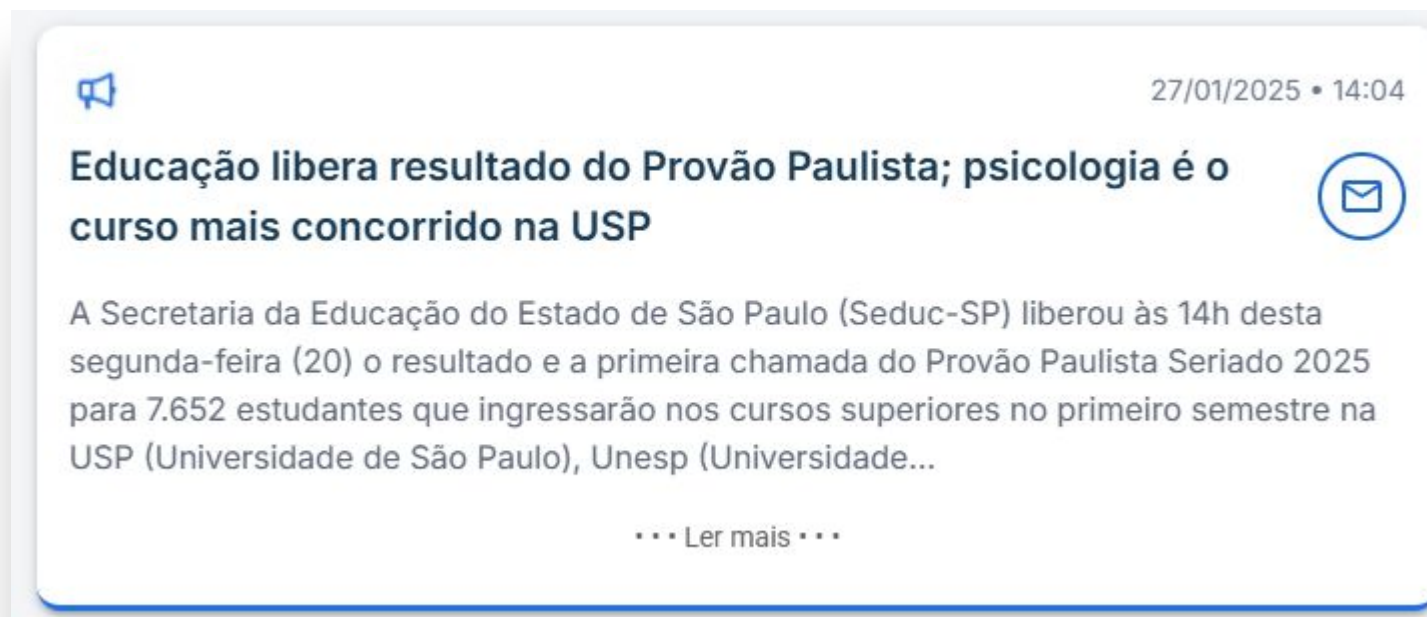 27/01/2025 • 14:04
Educação libera resultado do Provão Paulista; psicologia é o
curso mais concorrido na USP
A Secretaria da Educação do Estado de São Paulo (Seduc-SP) liberou às 14h desta
segunda-feira (20) o resultado e a primeira chamada do Provão Paulista Seriado 2025
para 7.652 estudantes que ingressarão nos cursos superiores no primeiro semestre na
USP (Universidade de São Paulo), Unesp (Universidade...
··· Ler mais ···